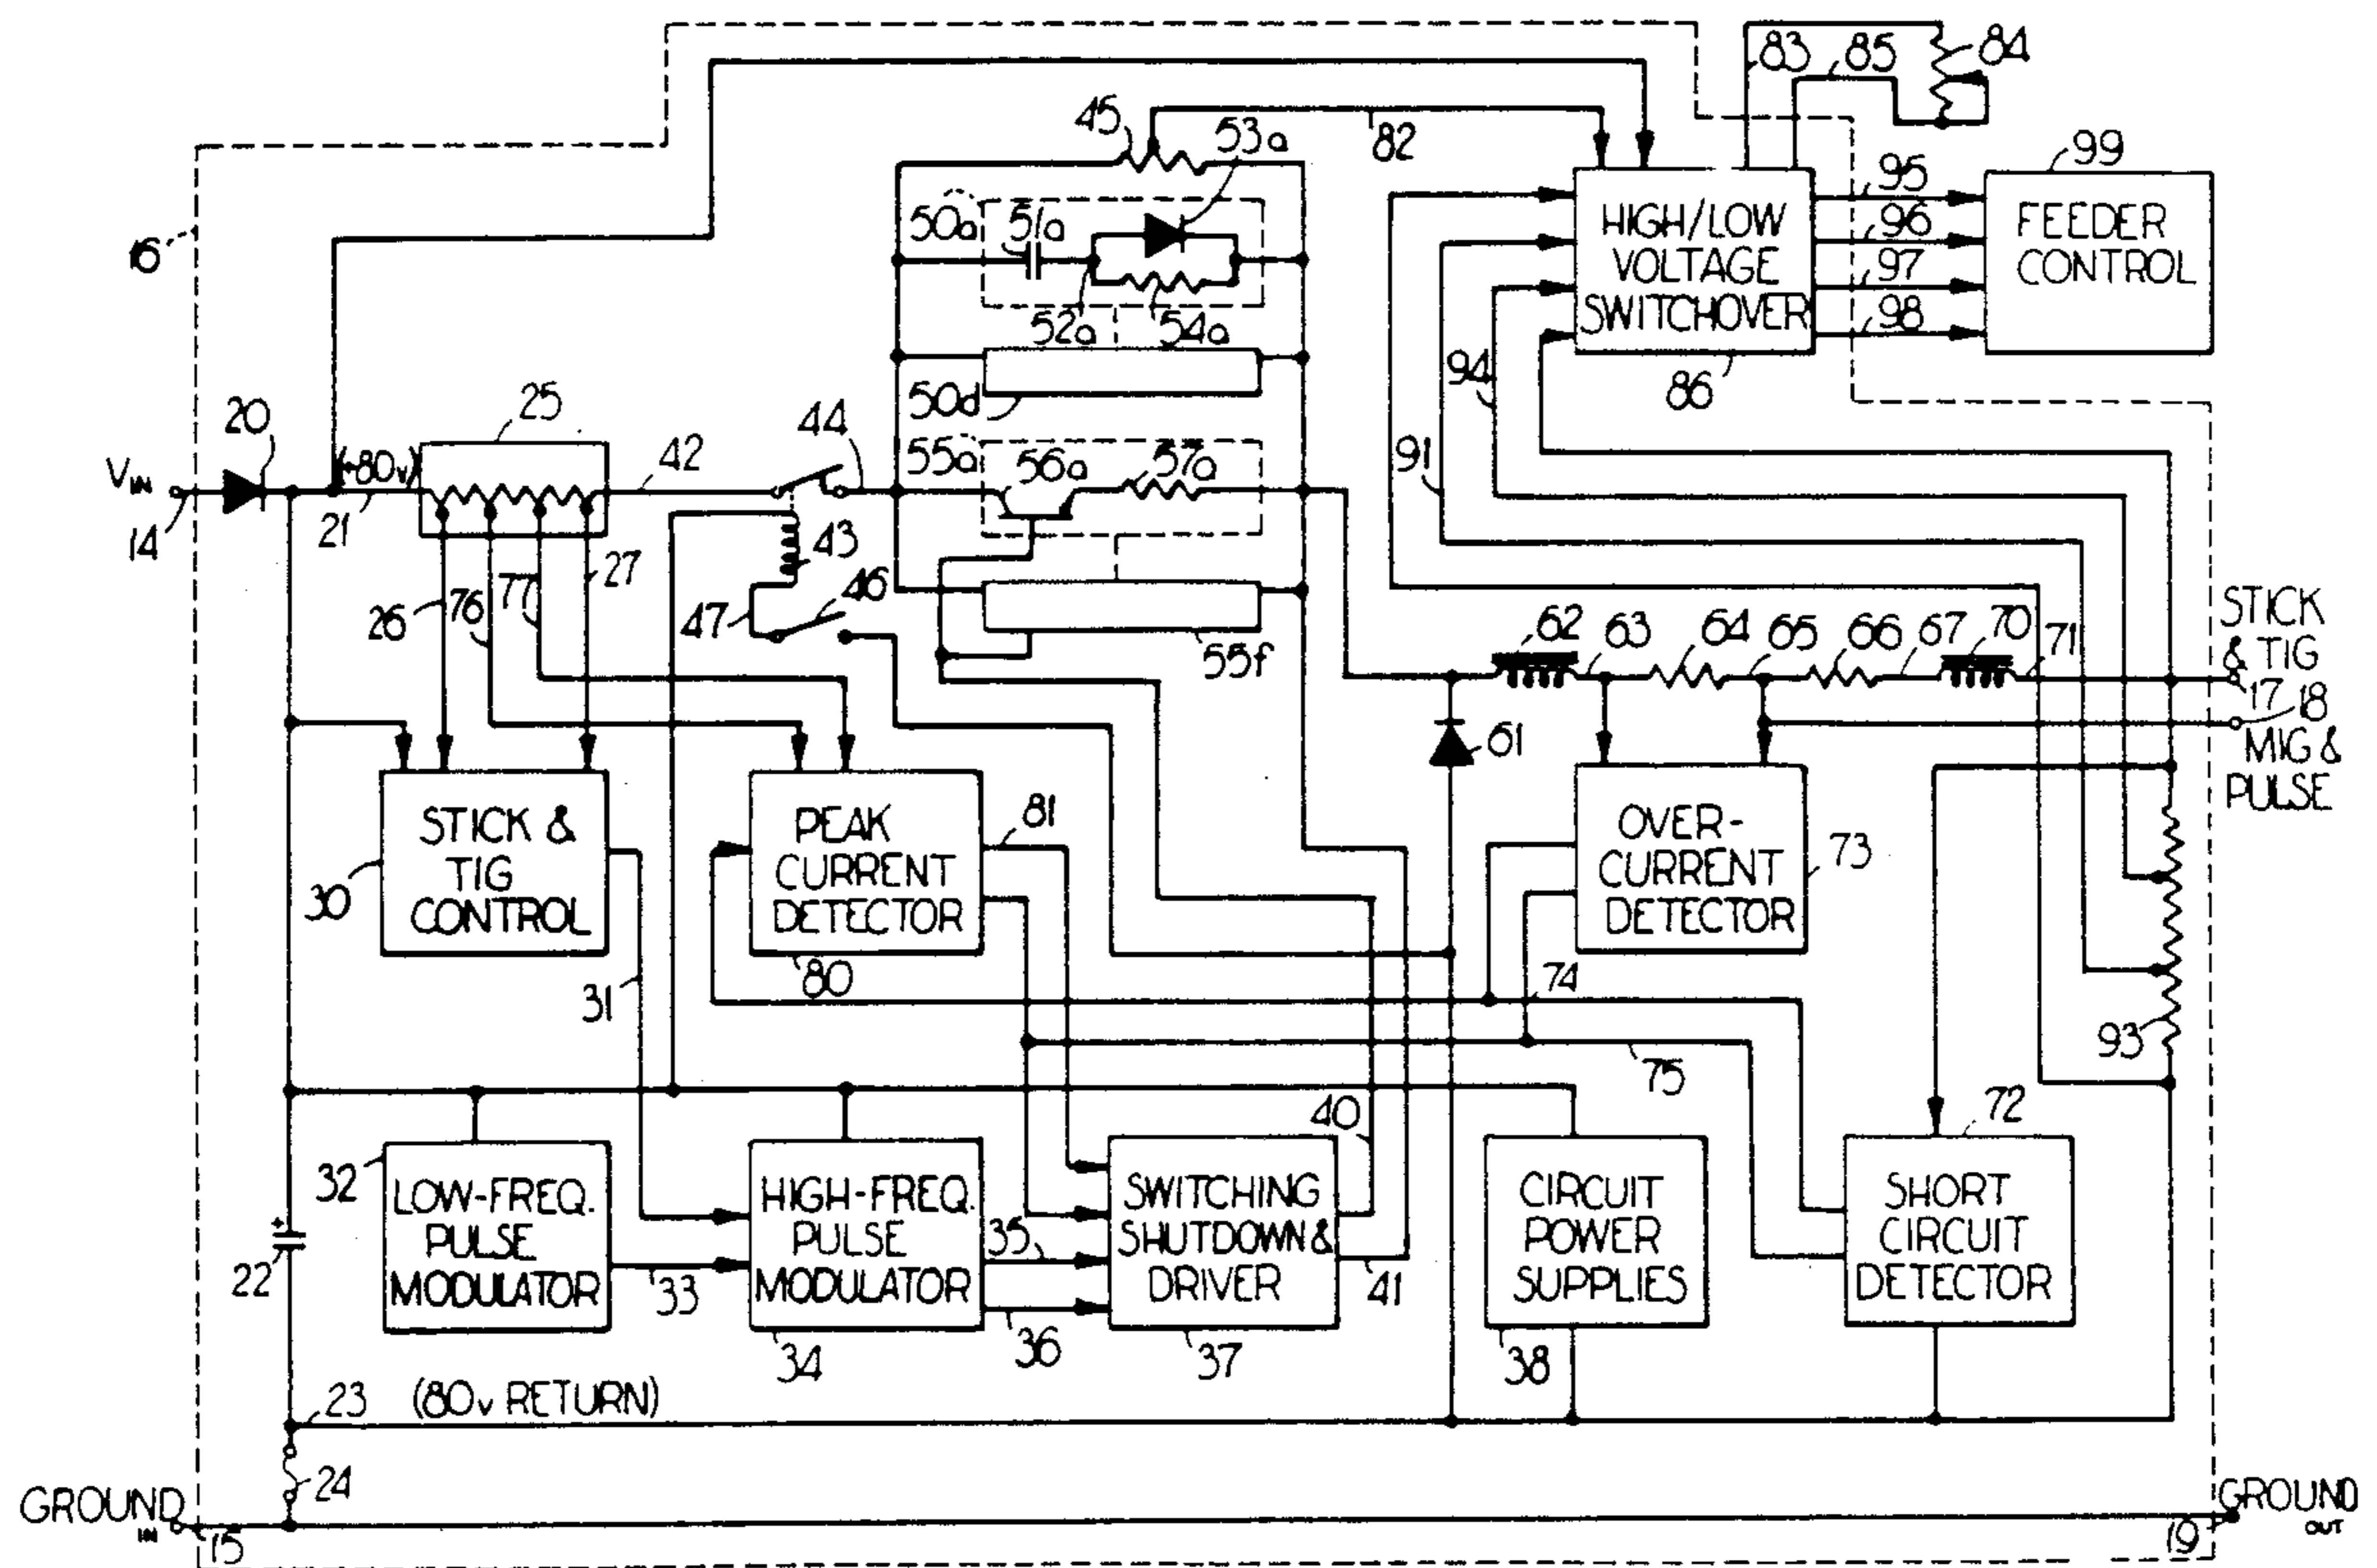 83
85
84
45
53a
82
99
50a
51a
95
96
97
98
HIGH/LOW
VOLTAGE
SWITCHOVER
FEEDER
CONTROL
16
52a
54a
94
86
50d
20
25
(+80v)
42
44
55a
56a
57a
91
VIN
14
21
43
46
47
26
76
77
27
55f
62
63
64
65
66
67
70
71
STICK
& TIG
17
18
MIG &
PULSE
61
STICK &
TIG
CONTROL
30
PEAK
CURRENT
DETECTOR
81
80
OVER-
CURRENT
DETECTOR
73
31
74
93
75
40
72
32
LOW-FREQ.
PULSE
MODULATOR
33
HIGH-FREQ.
PULSE
MODULATOR
34
35
36
SWITCHING
SHUTDOWN &
DRIVER
37
41
CIRCUIT
POWER
SUPPLIES
38
SHORT
CIRCUIT
DETECTOR
+
22
23
(80v RETURN)
24
GROUND
IN
15
19
GROUND
OUT